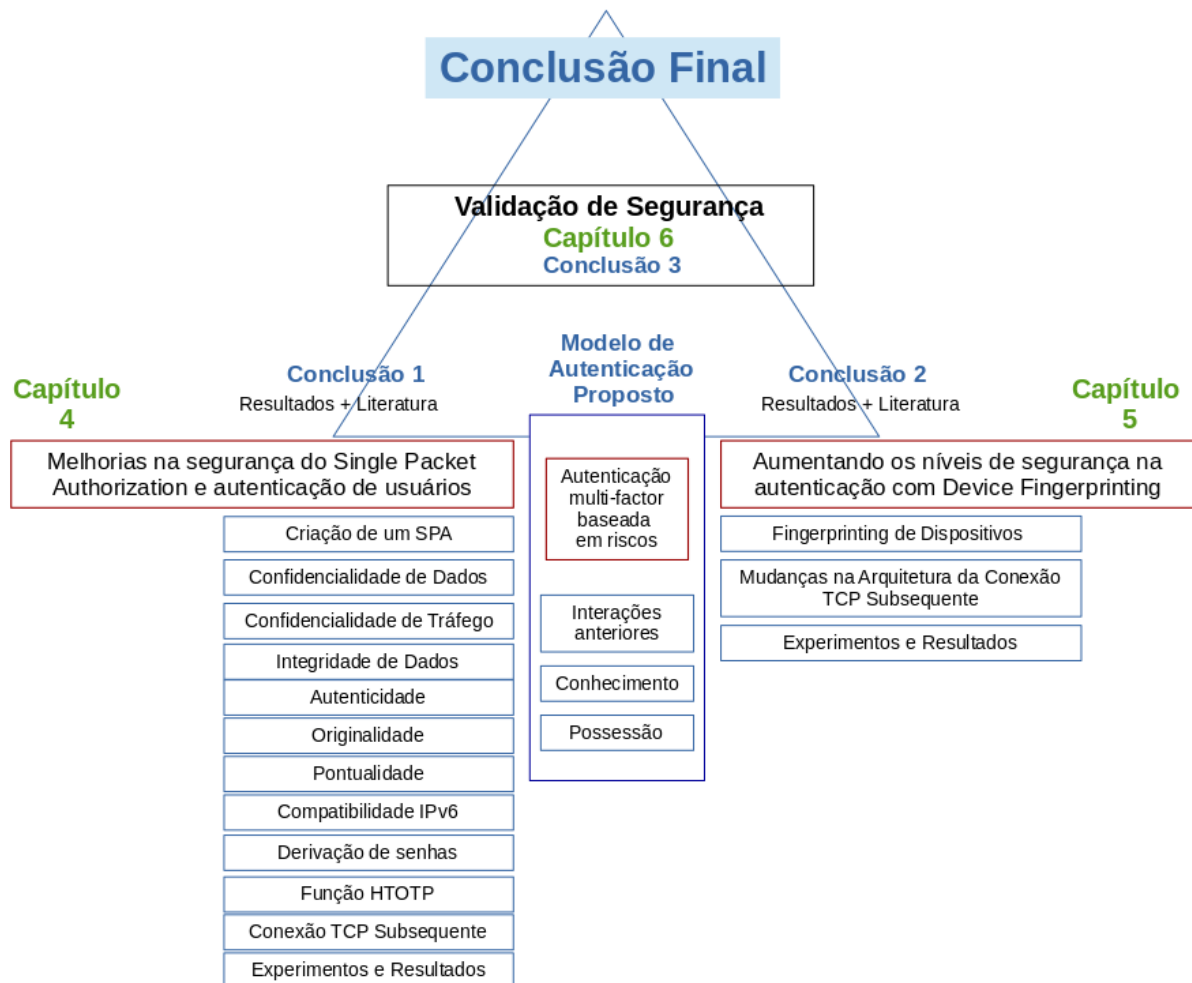 Conclusão Final
Validação de Segurança
Capítulo 6
Conclusão 3
Capítulo
4
Conclusão 1
Resultados + Literatura
Modelo de
Autenticação
Proposto
Conclusão 2
Resultados + Literatura
Capítulo
5
Melhorias na segurança do Single Packet
Authorization e autenticação de usuários
Criação de um SPA
Confidencialidade de Dados
Confidencialidade de Tráfego
Integridade de Dados
Autenticidade
Originalidade
Pontualidade
Compatibilidade IPv6
Derivação de senhas
Função HTOTP
Conexão TCP Subsequente
Experimentos e Resultados
Autenticação
multi-factor
baseada
em riscos
Interações
anteriores
Conhecimento
Possessão
Aumentando os níveis de segurança na
autenticação com Device Fingerprinting
Fingerprinting de Dispositivos
Mudanças na Arquitetura da Conexão
TCP Subsequente
Experimentos e Resultados